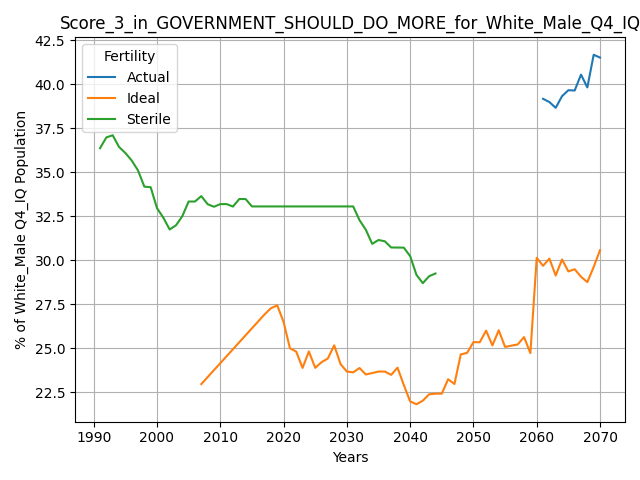 Score_3_in_GOVERNMENT_SHOULD_DO_MORE_for_White_Male_Q4_IQ
Fertility
Actual
Ideal
Sterile
% of White_Male Q4_IQ Population
42.5
40.0
37.5
35.0
32.5
30.0
27.5
25.0
22.5
1990 2000 2010 2020 2030 2040 2050 2060 2070
Years